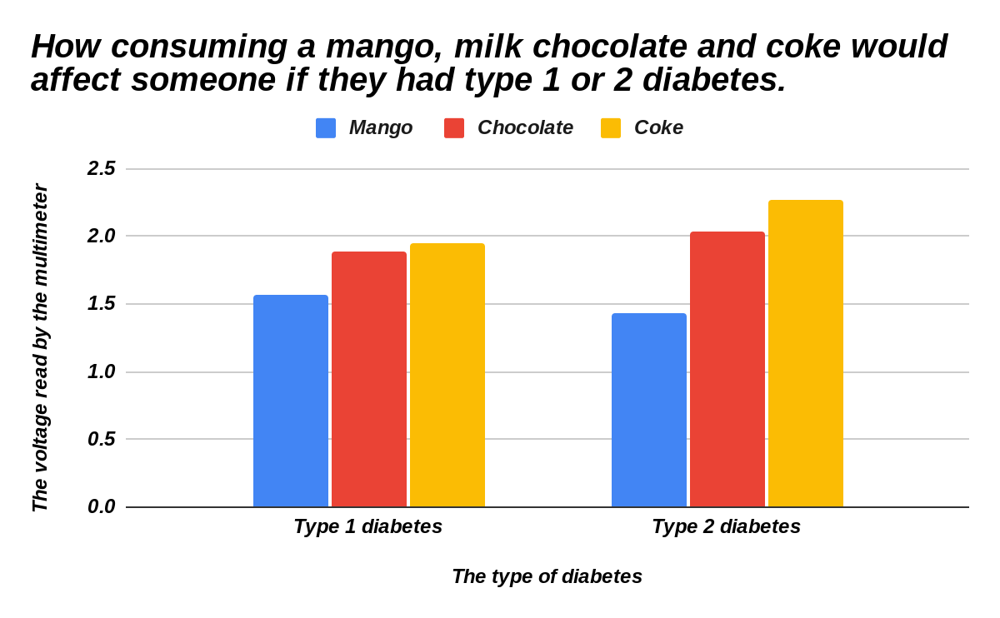 How consuming a mango, milk chocolate and coke would
affect someone if they had type 1 or 2 diabetes.
Mango
Chocolate
Coke
The voltage read by the multimeter
2.5
2.0
1.5
1.0
0.5
0.0
Type 1 diabetes
Type 2 diabetes
The type of diabetes